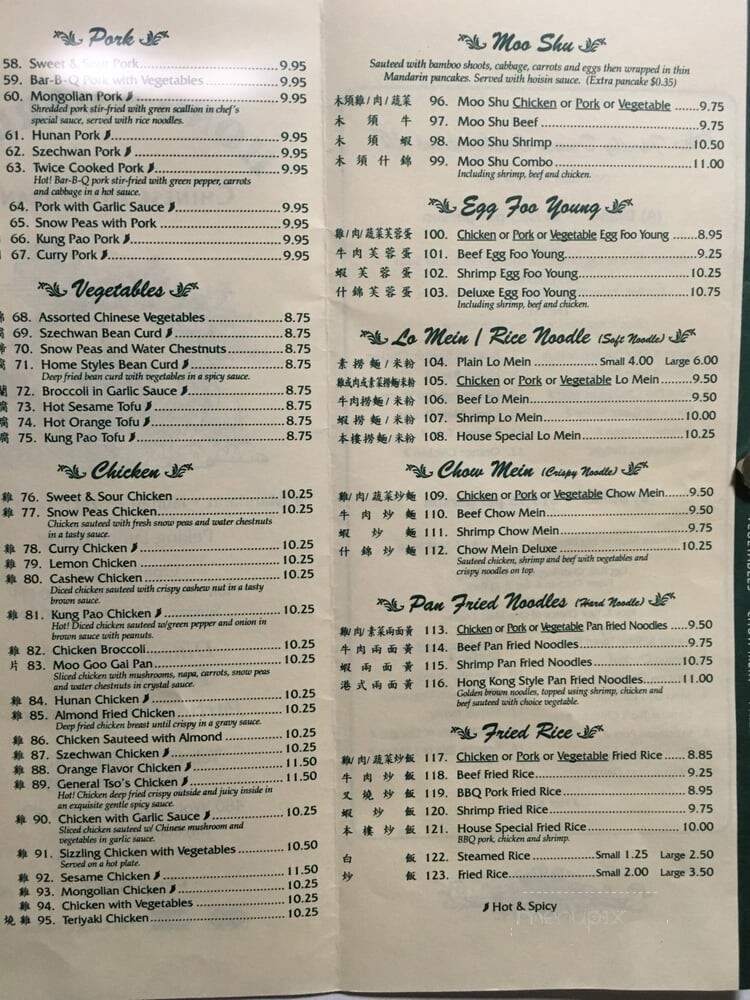 Pork
58. Sweet & Sour Pork 9.95
59. Bar-B-Q Pork with Vegetables 9.95
60. Mongolian Pork 9.95
Shredded pork stir-fried with green scallion in chef's
special sauce, served with rice noodles.
61. Hunan Pork 9.95
62. Szechwan Pork 9.95
63. Twice Cooked Pork 9.95
Hot! Bar-B-Q pork stir-fried with green pepper, carrots
and cabbage in a hot sauce.
64. Pork with Garlic Sauce 9.95
65. Snow Peas with Pork 9.95
66. Kung Pao Pork 9.95
67. Curry Pork 9.95
Vegetables
68. Assorted Chinese Vegetables 8.75
69. Szechwan Bean Curd 8.75
70. Snow Peas and Water Chestnuts 8.75
71. Home Styles Bean Curd 8.75
Deep fried bean curd with vegetables in a spicy sauce.
72. Broccoli in Garlic Sauce 8.75
73. Hot Sesame Tofu 8.75
74. Hot Orange Tofu 8.75
75. Kung Pao Tofu 8.75
Chicken
雞 76. Sweet & Sour Chicken 10.25
雞 77. Snow Peas Chicken 10.25
Chicken sauteed with fresh snow peas and water chestnuts
in a tasty sauce.
雞 78. Curry Chicken 10.25
雞 79. Lemon Chicken 10.25
雞 80. Cashew Chicken 10.25
Diced chicken sauteed with crispy cashew nut in a tasty
brown sauce.
雞 81. Kung Pao Chicken 10.25
Hot! Diced chicken sauteed w/green pepper and onion in
brown sauce with peanuts.
雞 82. Chicken Broccoli 10.25
片 83. Moo Goo Gai Pan 10.25
Sliced chicken with mushrooms, napa, carrots, snow peas
and water chestnuts in crystal sauce.
雞 84. Hunan Chicken 10.25
雞 85. Almond Fried Chicken 10.25
Deep fried chicken breast until crispy in a gravy sauce.
雞 86. Chicken Sauteed with Almond 10.25
雞 87. Szechwan Chicken 10.25
雞 88. Orange Flavor Chicken 11.50
雞 89. General Tso's Chicken 11.50
Hot! Chicken deep fried crispy outside and juicy inside in
an exquisite gentle spicy sauce.
雞 90. Chicken with Garlic Sauce 10.25
Sliced chicken sauteed w/ Chinese mushroom and
vegetables in garlic sauce.
雞 91. Sizzling Chicken with Vegetables 10.50
Served on a hot plate.
雞 92. Sesame Chicken 11.50
雞 93. Mongolian Chicken 10.25
雞 94. Chicken with Vegetables 10.25
燒雞 95. Teriyaki Chicken 10.25
Moo Shu
Sauteed with bamboo shoots, cabbage, carrots and eggs then wrapped in thin
Mandarin pancakes. Served with hoisin sauce. (Extra pancake $0.35)
木須雞/肉/蔬菜 96. Moo Shu Chicken or Pork or Vegetable 9.75
木須牛 97. Moo Shu Beef 9.75
木須蝦 98. Moo Shu Shrimp 10.50
木須什錦 99. Moo Shu Combo 11.00
Including shrimp, beef and chicken.
Egg Foo Young
雞/肉/蔬菜芙蓉蛋 100. Chicken or Pork or Vegetable Egg Foo Young 8.95
牛肉芙蓉蛋 101. Beef Egg Foo Young 9.25
蝦芙蓉蛋 102. Shrimp Egg Foo Young 10.25
什錦芙蓉蛋 103. Deluxe Egg Foo Young 10.75
Including shrimp, beef and chicken.
Lo Mein / Rice Noodle (Soft Noodle)
素撈麵/米粉 104. Plain Lo Mein Small 4.00 Large 6.00
雞或肉或素菜撈麵米粉 105. Chicken or Pork or Vegetable Lo Mein 9.50
牛肉撈麵/米粉 106. Beef Lo Mein 9.50
蝦撈麵/米粉 107. Shrimp Lo Mein 10.00
本樓撈麵/米粉 108. House Special Lo Mein 10.25
Chow Mein (Crispy Noodle)
雞/肉/蔬菜炒麵 109. Chicken or Pork or Vegetable Chow Mein 9.50
牛肉炒麵 110. Beef Chow Mein 9.50
蝦炒麵 111. Shrimp Chow Mein 9.75
什錦炒麵 112. Chow Mein Deluxe 10.25
Sauteed chicken, shrimp and beef with vegetables and
crispy noodles on top.
Pan Fried Noodles (Hard Noodle)
雞/肉/素菜兩面黃 113. Chicken or Pork or Vegetable Pan Fried Noodles 9.50
牛肉兩面黃 114. Beef Pan Fried Noodles 9.75
蝦兩面黃 115. Shrimp Pan Fried Noodles 10.75
港式兩面黃 116. Hong Kong Style Pan Fried Noodles 11.00
Golden brown noodles, topped using shrimp, chicken and
beef sauteed with choice vegetable.
Fried Rice
雞/肉/蔬菜炒飯 117. Chicken or Pork or Vegetable Fried Rice 8.85
牛肉炒飯 118. Beef Fried Rice 9.25
叉燒炒飯 119. BBQ Pork Fried Rice 8.95
蝦炒飯 120. Shrimp Fried Rice 9.75
本樓炒飯 121. House Special Fried Rice 10.00
BBQ pork, chicken and shrimp.
白飯 122. Steamed Rice Small 1.25 Large 2.50
炒飯 123. Fried Rice Small 2.00 Large 3.50
Hot & Spicy
menupix